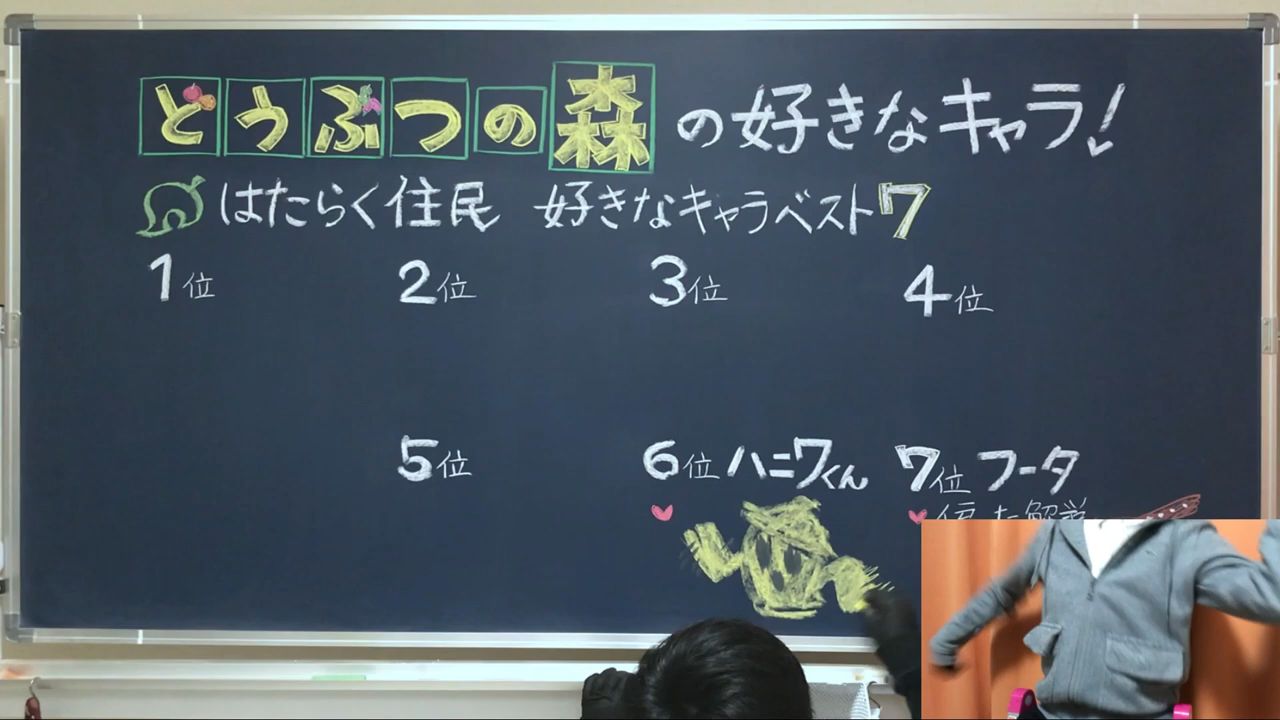 どうぶつの森の好きなキャラ!
はたらく住民 好きなキャラベスト7
1位 2位 3位 4位
5位 6位 ハニワくん 7位 フータ